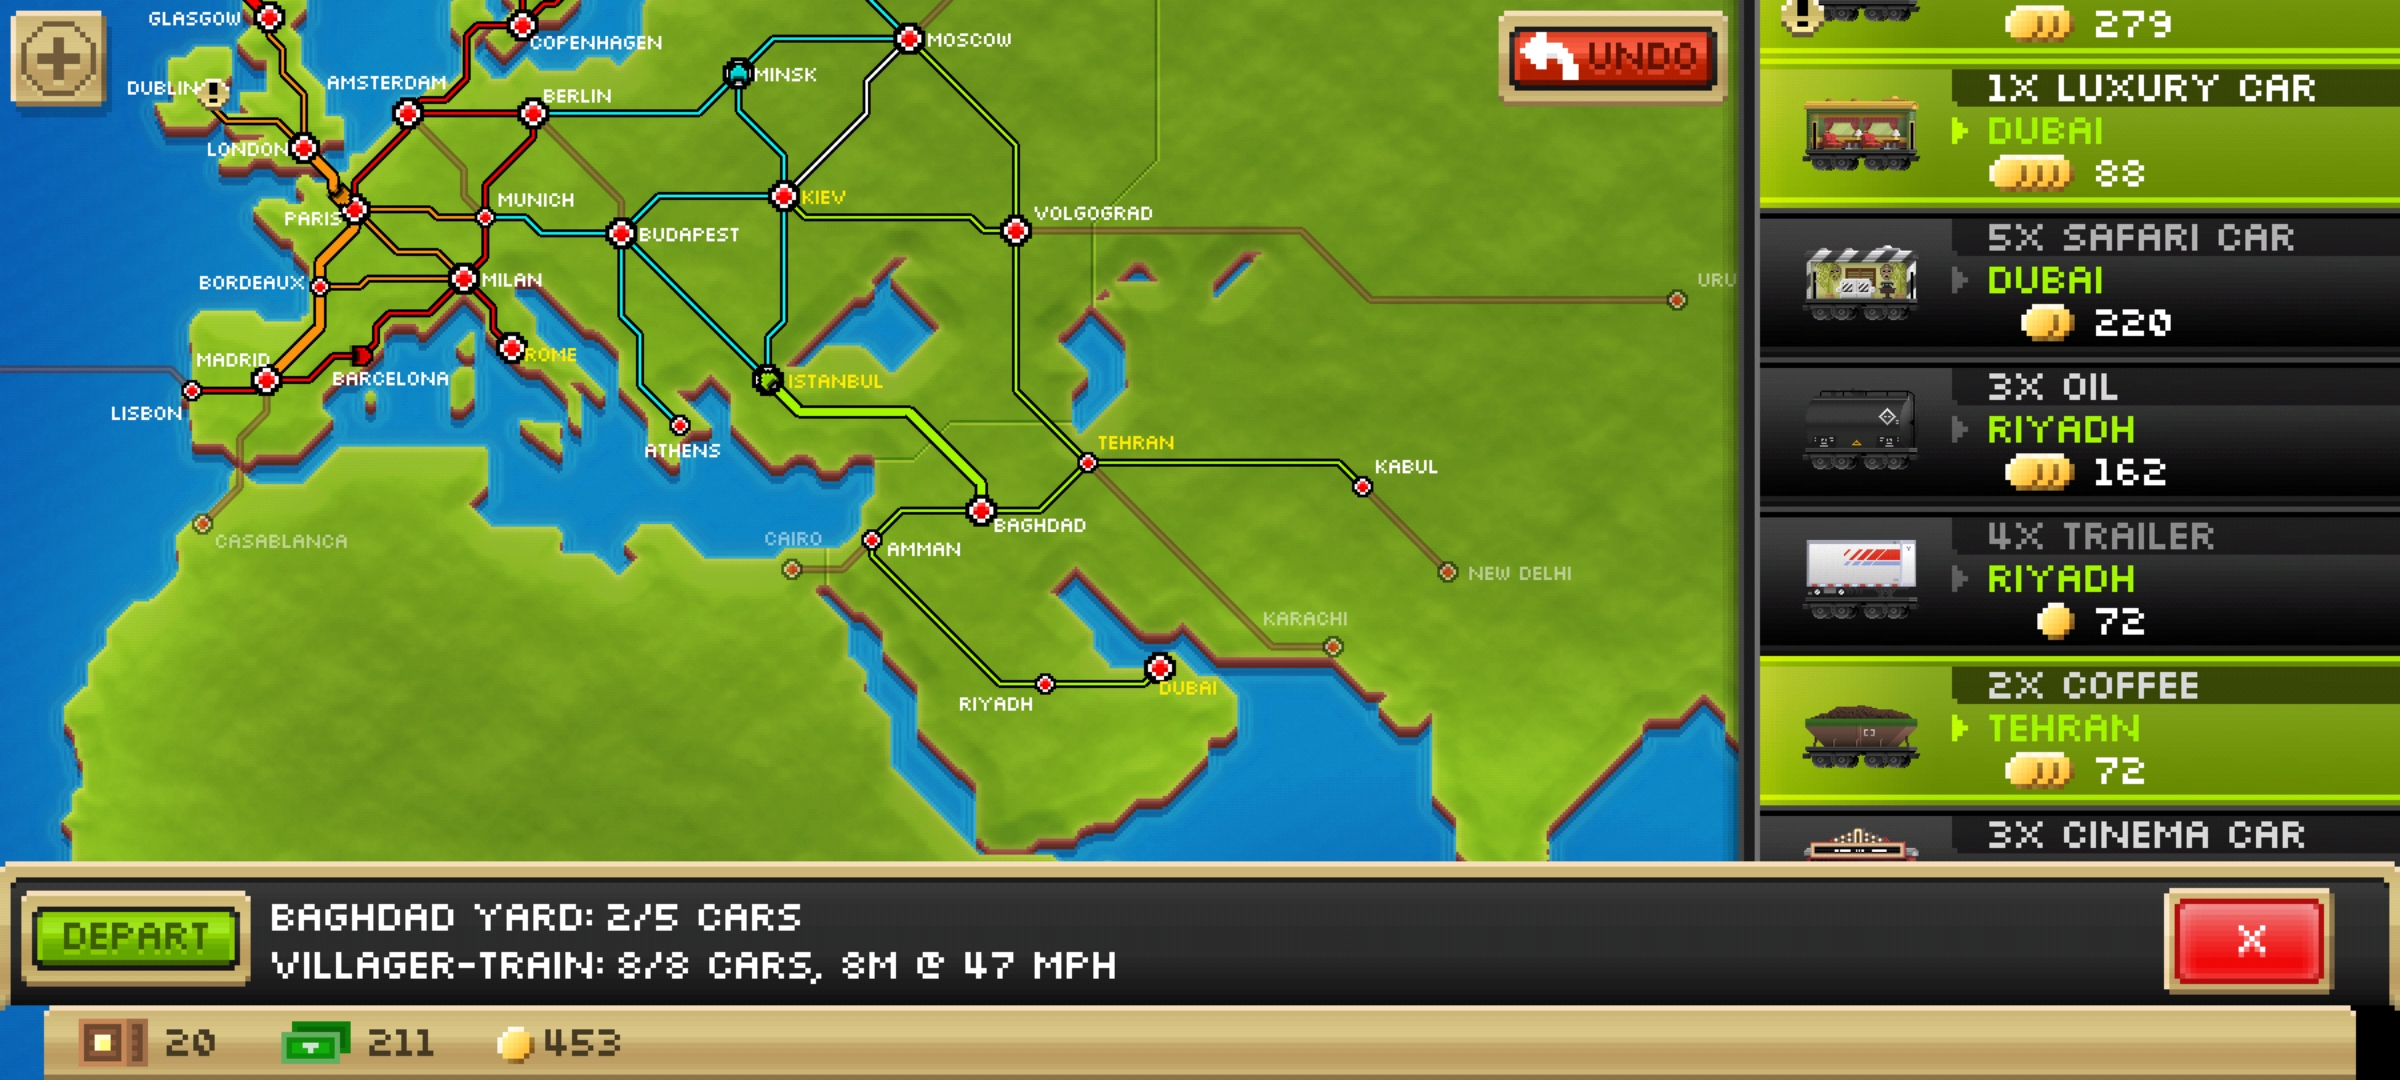 GLASGOW
COPENHAGEN
MOSCOW
MINSK
DUBLIN
!
AMSTERDAM
BERLIN
LONDON
PARIS
MUNICH
KIEV
BUDAPEST
VOLGOGRAD
BORDEAUX
MILAN
URU
MADRID
ROME
BARCELONA
ISTANBUL
LISBON
ATHENS
TEHRAN
KABUL
BAGHDAD
CASABLANCA
CAIRO
AMMAN
NEW DELHI
KARACHI
RIYADH
DUBAI
UNDO
!
279
1X LUXURY CAR
DUBAI
88
5X SAFARI CAR
DUBAI
220
3X OIL
RIYADH
162
4X TRAILER
RIYADH
72
2X COFFEE
TEHRAN
72
3X CINEMA CAR
DEPART
BAGHDAD YARD: 2/5 CARS
VILLAGER-TRAIN: 8/8 CARS, 8M @ 47 MPH
X
20
211
453